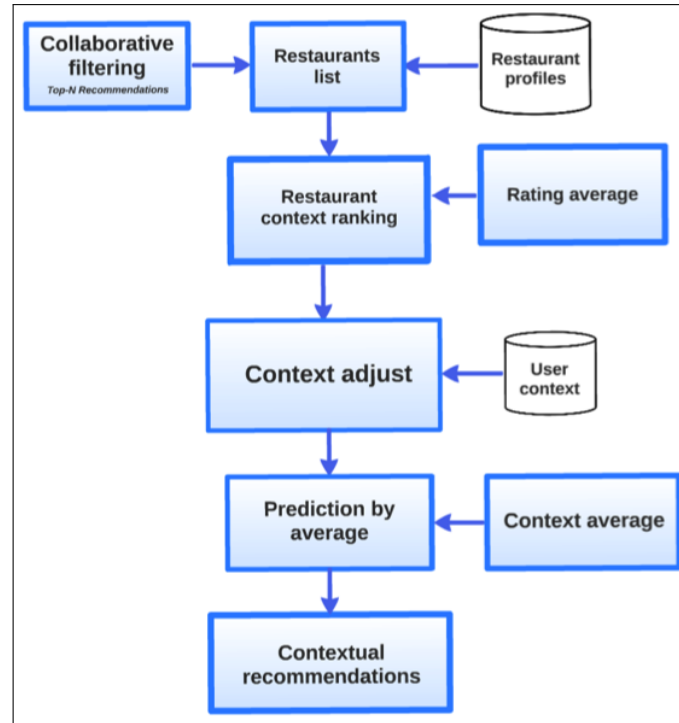 Collaborative
filtering
Top-N Recommendations
Restaurants
list
Restaurant
profiles
Restaurant
context ranking
Rating average
Context adjust
User
context
Prediction by
average
Context average
Contextual
recommendations